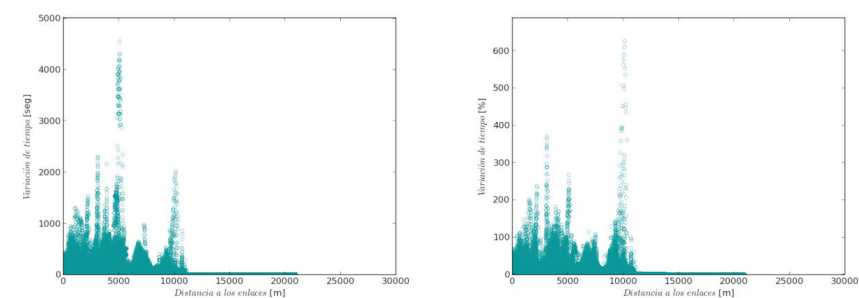 5000
4000
3000
2000
1000
0
Variación de tiempo [seg]
0 5000 10000 15000 20000 25000 30000
Distancia a los enlaces [m]
600
500
400
300
200
100
0
Variación de tiempo [%]
0 5000 10000 15000 20000 25000 30000
Distancia a los enlaces [m]